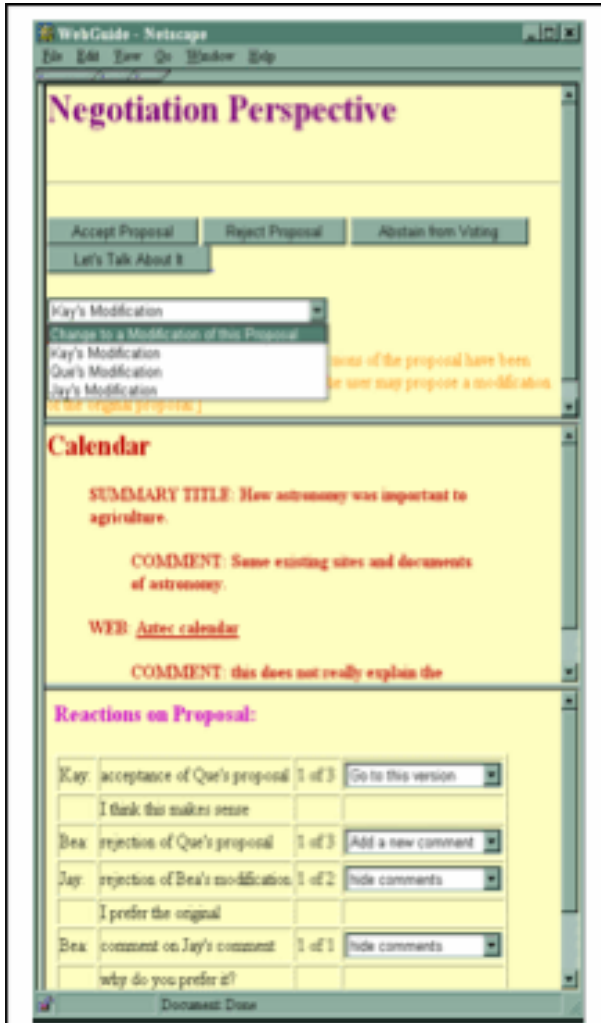 WebGuide - Netscape
File Edit View Go Window Help
Negotiation Perspective
Accept Proposal Reject Proposal Abstain from Voting
Let's Talk About It
Kay's Modification
Change to a Modification of this Proposal
Kay's Modification
Que's Modification
Jay's Modification
of the proposal have been
the user may propose a modification
of the original proposal.]
Calendar
SUMMARY TITLE: How astronomy was important to
agriculture.
COMMENT: Some existing sites and documents
of astronomy.
WEB: Aztec calendar
COMMENT: this does not really explain the
Reactions on Proposal:
Kay: acceptance of Que's proposal 1 of 3 Go to this version
I think this makes sense
Bea: rejection of Que's proposal 1 of 3 Add a new comment
Jay: rejection of Bea's modification 1 of 2 hide comments
I prefer the original
Bea: comment on Jay's comment 1 of 1 hide comments
why do you prefer it?
Document: Done